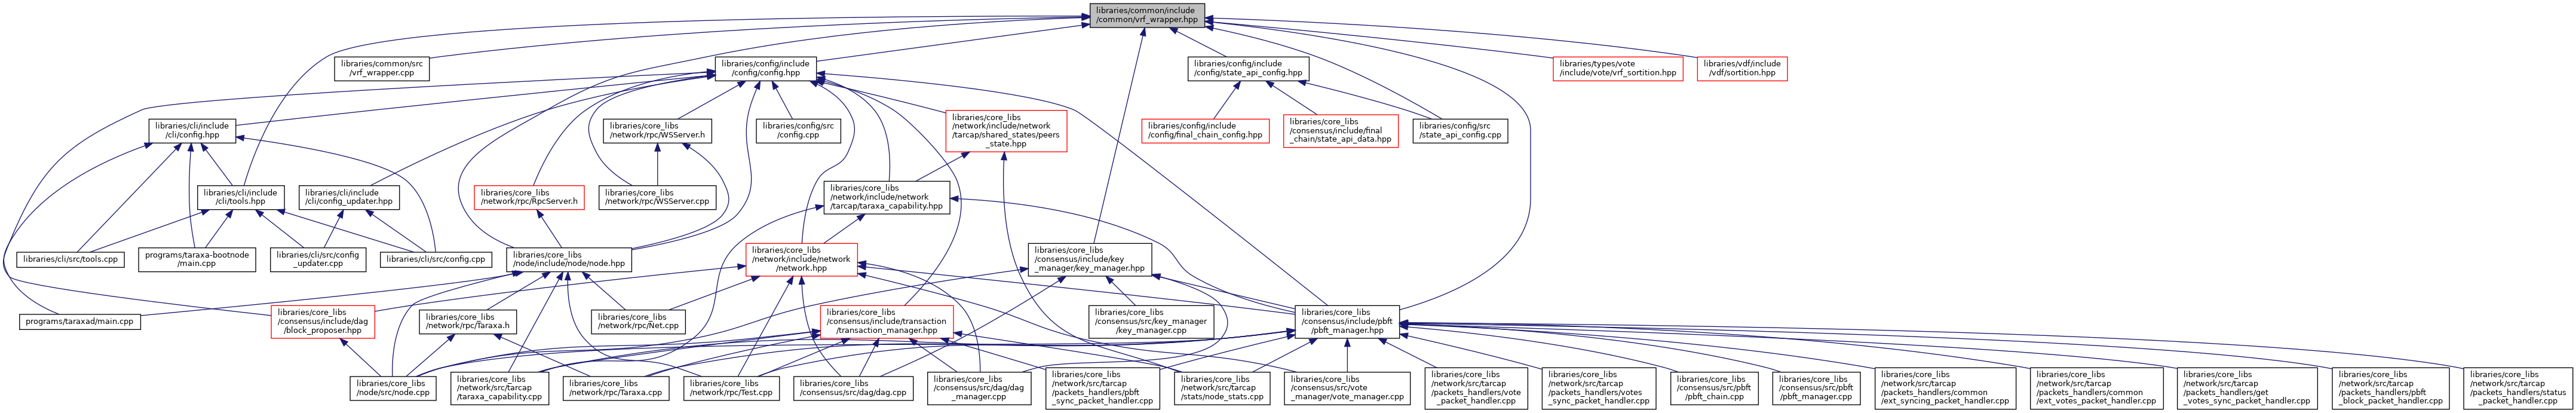 libraries/common/include
/common/vrf_wrapper.hpp
libraries/common/src
/vrf_wrapper.cpp
libraries/config/include
/config/config.hpp
libraries/config/include
/config/state_api_config.hpp
libraries/types/vote
/include/vote/vrf_sortition.hpp
libraries/vdf/include
/vdf/sortition.hpp
libraries/cli/include
/cli/config.hpp
libraries/core_libs
/network/rpc/WSServer.h
libraries/config/src
/config.cpp
libraries/core_libs
/network/include/network
/tarcap/shared_states/peers
_state.hpp
libraries/config/include
/config/final_chain_config.hpp
libraries/core_libs
/consensus/include/final
_chain/state_api_data.hpp
libraries/config/src
/state_api_config.cpp
libraries/cli/include
/cli/tools.hpp
libraries/cli/include
/cli/config_updater.hpp
libraries/core_libs
/network/rpc/RpcServer.h
libraries/core_libs
/network/rpc/WSServer.cpp
libraries/core_libs
/network/include/network
/tarcap/taraxa_capability.hpp
libraries/cli/src/tools.cpp
programs/taraxa-bootnode
/main.cpp
libraries/cli/src/config
_updater.cpp
libraries/cli/src/config.cpp
libraries/core_libs
/node/include/node/node.hpp
libraries/core_libs
/network/include/network
/network.hpp
libraries/core_libs
/consensus/include/key
_manager/key_manager.hpp
programs/taraxad/main.cpp
libraries/core_libs
/consensus/include/dag
/block_proposer.hpp
libraries/core_libs
/network/rpc/Taraxa.h
libraries/core_libs
/network/rpc/Net.cpp
libraries/core_libs
/consensus/include/transaction
/transaction_manager.hpp
libraries/core_libs
/consensus/src/key_manager
/key_manager.cpp
libraries/core_libs
/consensus/include/pbft
/pbft_manager.hpp
libraries/core_libs
/node/src/node.cpp
libraries/core_libs
/network/src/tarcap
/taraxa_capability.cpp
libraries/core_libs
/network/rpc/Taraxa.cpp
libraries/core_libs
/network/rpc/Test.cpp
libraries/core_libs
/consensus/src/dag/dag.cpp
libraries/core_libs
/consensus/src/dag/dag
_manager.cpp
libraries/core_libs
/network/src/tarcap
/packets_handlers/pbft
_sync_packet_handler.cpp
libraries/core_libs
/network/src/tarcap
/stats/node_stats.cpp
libraries/core_libs
/consensus/src/vote
_manager/vote_manager.cpp
libraries/core_libs
/network/src/tarcap
/packets_handlers/vote
_packet_handler.cpp
libraries/core_libs
/network/src/tarcap
/packets_handlers/votes
_sync_packet_handler.cpp
libraries/core_libs
/consensus/src/pbft
/pbft_chain.cpp
libraries/core_libs
/consensus/src/pbft
/pbft_manager.cpp
libraries/core_libs
/network/src/tarcap
/packets_handlers/common
/ext_syncing_packet_handler.cpp
libraries/core_libs
/network/src/tarcap
/packets_handlers/common
/ext_votes_packet_handler.cpp
libraries/core_libs
/network/src/tarcap
/packets_handlers/get
_votes_sync_packet_handler.cpp
libraries/core_libs
/network/src/tarcap
/packets_handlers/pbft
_block_packet_handler.cpp
libraries/core_libs
/network/src/tarcap
/packets_handlers/status
_packet_handler.cpp